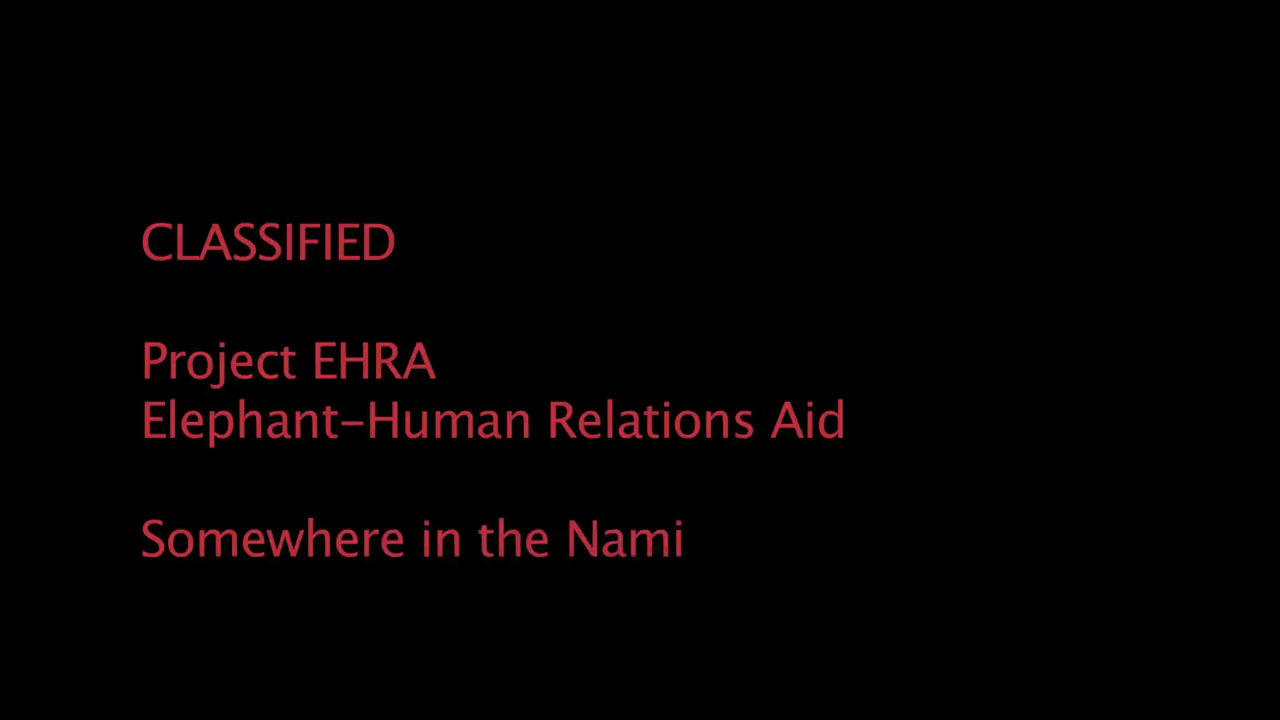 CLASSIFIED
Project EHRA
Elephant-Human Relations Aid
Somewhere in the Nami